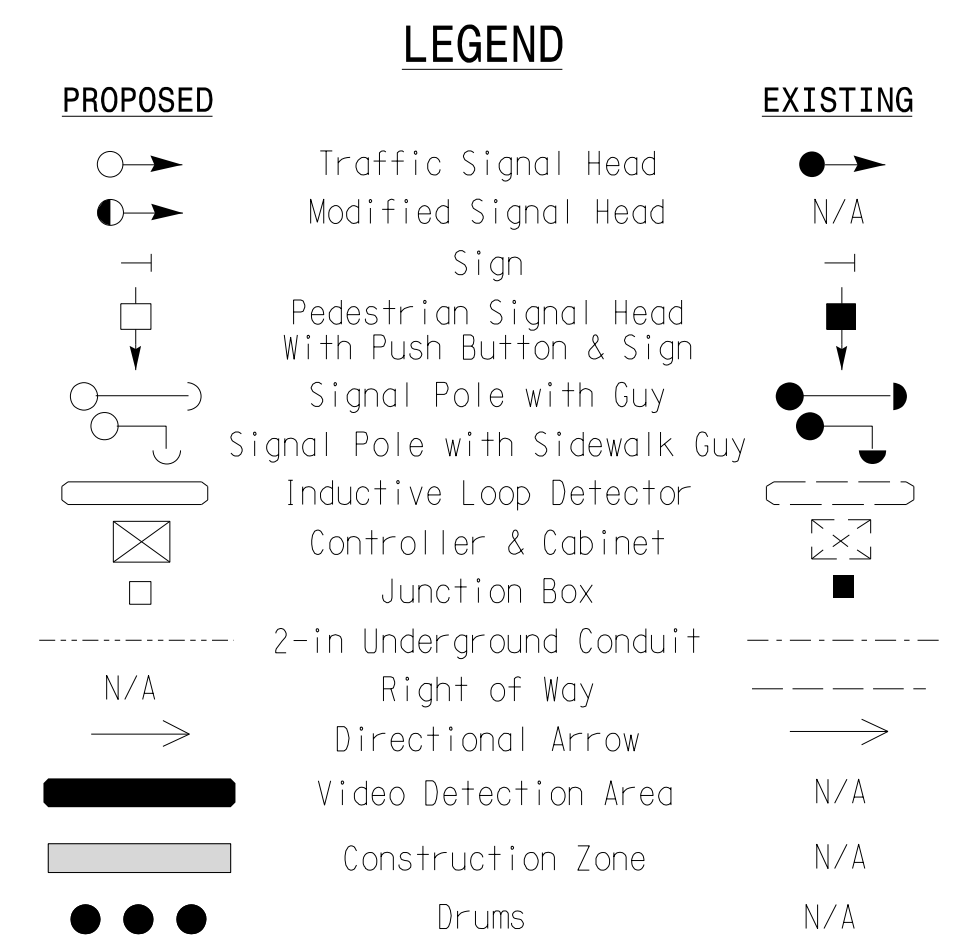 LEGEND
PROPOSED EXISTING
Traffic Signal Head
Modified Signal Head N/A
Sign
Pedestrian Signal Head
With Push Button & Sign
Signal Pole with Guy
Signal Pole with Sidewalk Guy
Inductive Loop Detector
Controller & Cabinet
Junction Box
2-in Underground Conduit
N/A Right of Way
Directional Arrow
Video Detection Area N/A
Construction Zone N/A
Drums N/A